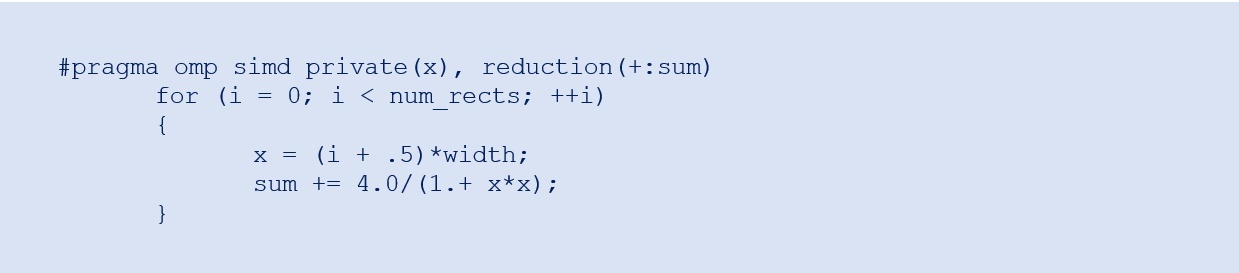 #pragma omp simd private(x), reduction(+:sum)
for (i = 0; i < num_rects; ++i)
{
x = (i + .5)*width;
sum += 4.0/(1.+ x*x);
}